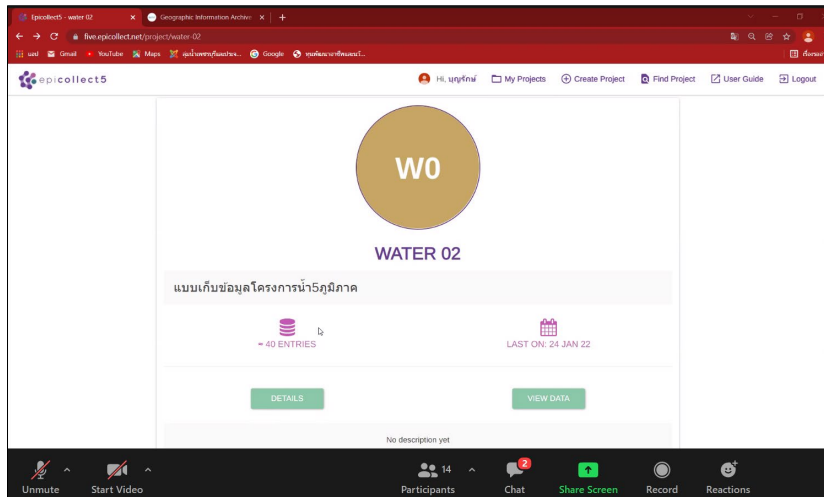 Epicollect5 - water 02
Geographic Information Archive
five.epicollect.net/project/water-02
แอป Gmail YouTube Maps Google
epicollect5
Hi, บุญรักษ์ My Projects Create Project Find Project User Guide Logout
W0
WATER 02
แบบเก็บข้อมูลโครงการน้ำ5ภูมิภาค
~ 40 ENTRIES LAST ON: 24 JAN 22
DETAILS VIEW DATA
No description yet
14 2
Unmute Start Video Participants Chat Share Screen Record Reactions